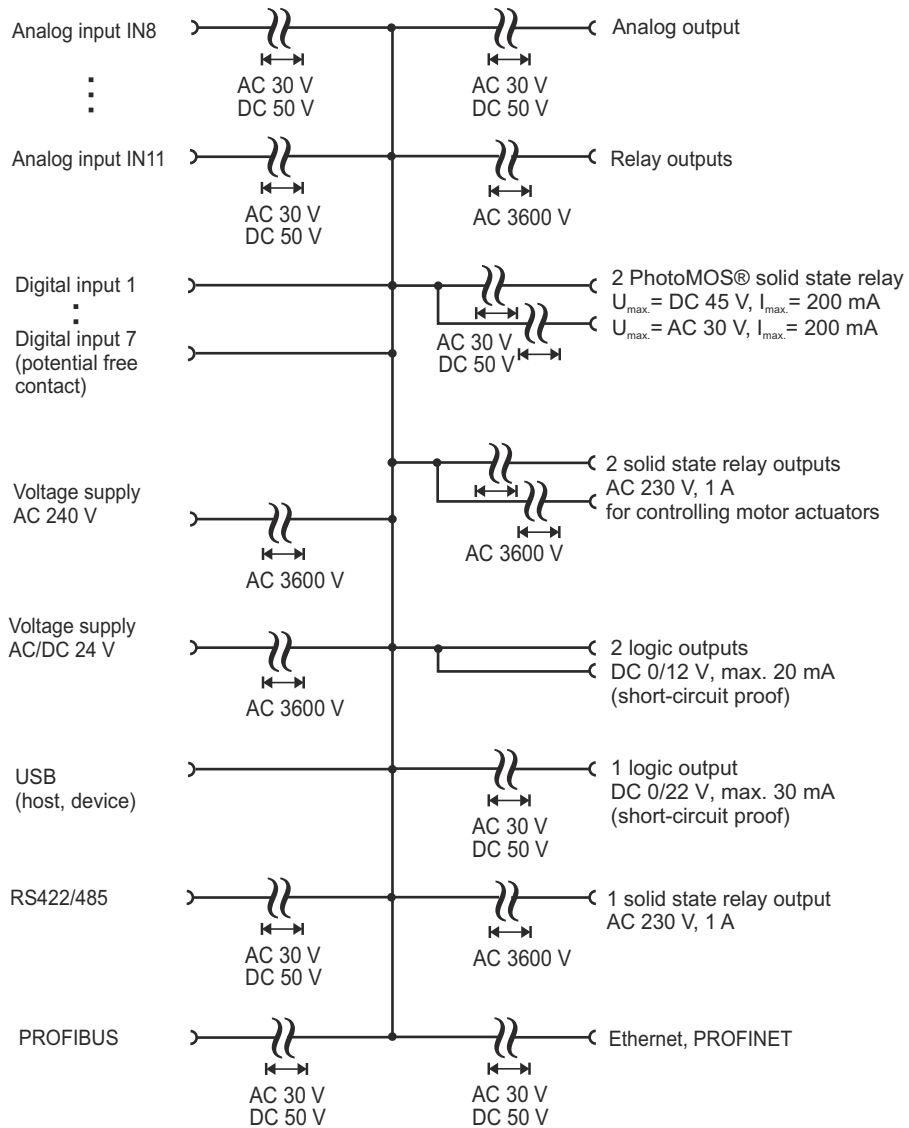 Analog input IN8
AC 30 V
DC 50 V
Analog output
AC 30 V
DC 50 V
Analog input IN11
AC 30 V
DC 50 V
Relay outputs
AC 3600 V
Digital input 1
Digital input 7
(potential free
contact)
2 PhotoMOS® solid state relay
Umax.= DC 45 V, Imax.= 200 mA
Umax.= AC 30 V, Imax.= 200 mA
AC 30 V
DC 50 V
2 solid state relay outputs
AC 230 V, 1 A
for controlling motor actuators
AC 3600 V
Voltage supply
AC 240 V
AC 3600 V
Voltage supply
AC/DC 24 V
AC 3600 V
2 logic outputs
DC 0/12 V, max. 20 mA
(short-circuit proof)
USB
(host, device)
1 logic output
DC 0/22 V, max. 30 mA
(short-circuit proof)
AC 30 V
DC 50 V
RS422/485
AC 30 V
DC 50 V
1 solid state relay output
AC 230 V, 1 A
AC 3600 V
PROFIBUS
AC 30 V
DC 50 V
Ethernet, PROFINET
AC 30 V
DC 50 V